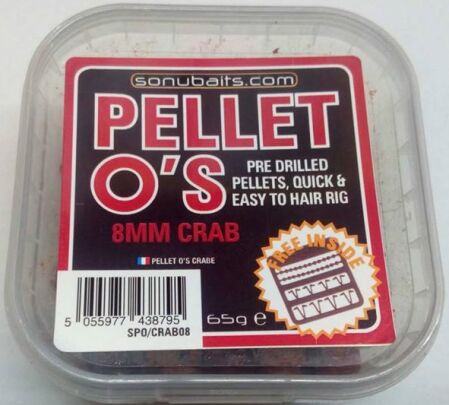 sonubaits.com
PELLET
O'S
PRE DRILLED
PELLETS, QUICK &
EASY TO HAIR RIG
8MM CRAB
PELLET O'S CRABE
FREE INSIDE
5 055977 438795
SPO/CRAB08
65g e